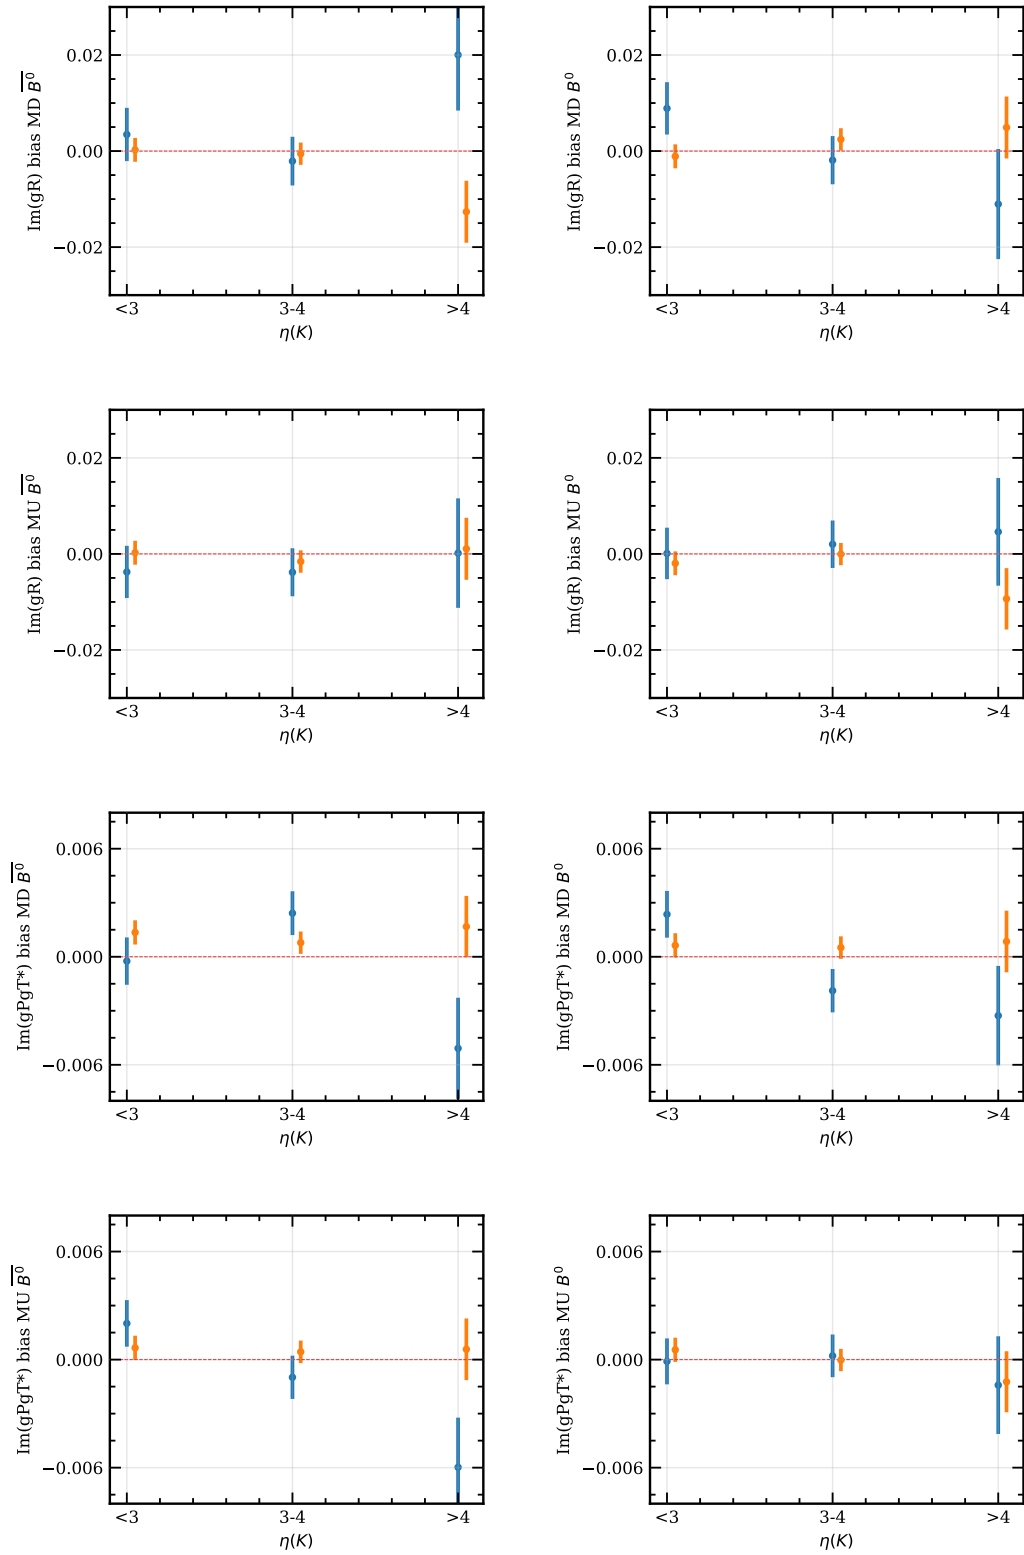 Im(gR) bias MD B̅⁰
0.02
0.00
−0.02
<3 3-4 >4
η(K)
Im(gR) bias MD B⁰
0.02
0.00
−0.02
<3 3-4 >4
η(K)
Im(gR) bias MU B̅⁰
0.02
0.00
−0.02
<3 3-4 >4
η(K)
Im(gR) bias MU B⁰
0.02
0.00
−0.02
<3 3-4 >4
η(K)
Im(gPgT*) bias MD B̅⁰
0.006
0.000
−0.006
<3 3-4 >4
η(K)
Im(gPgT*) bias MD B⁰
0.006
0.000
−0.006
<3 3-4 >4
η(K)
Im(gPgT*) bias MU B̅⁰
0.006
0.000
−0.006
<3 3-4 >4
η(K)
Im(gPgT*) bias MU B⁰
0.006
0.000
−0.006
<3 3-4 >4
η(K)